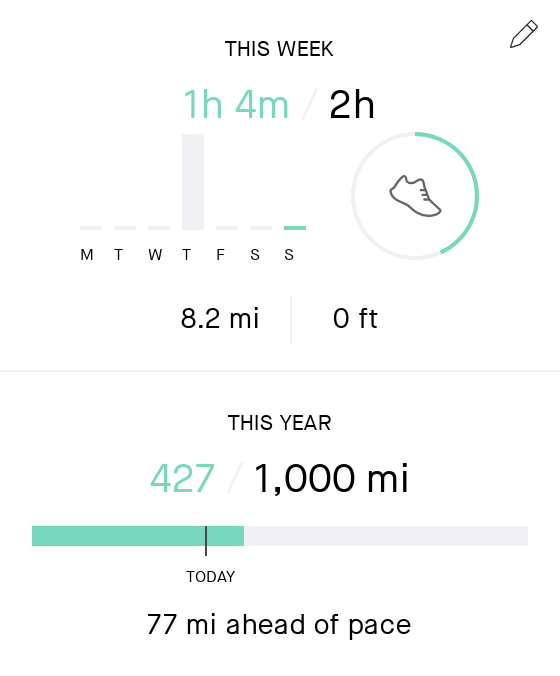 THIS WEEK
1h 4m / 2h
M T W T F S S
8.2 mi 0 ft
THIS YEAR
427 / 1,000 mi
TODAY
77 mi ahead of pace